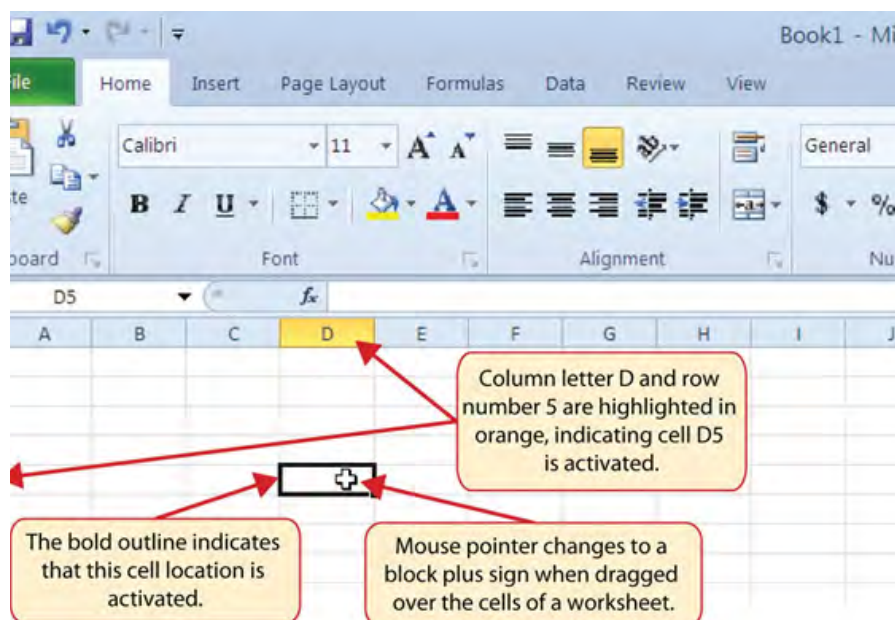 Book1 - Mi
ile Home Insert Page Layout Formulas Data Review View
Calibri 11 A A General
te B I U A a $ %
board Font Alignment Nu
D5 fx
A B C D E F G H I J
Column letter D and row
number 5 are highlighted in
orange, indicating cell D5
is activated.
The bold outline indicates
that this cell location is
activated.
Mouse pointer changes to a
block plus sign when dragged
over the cells of a worksheet.